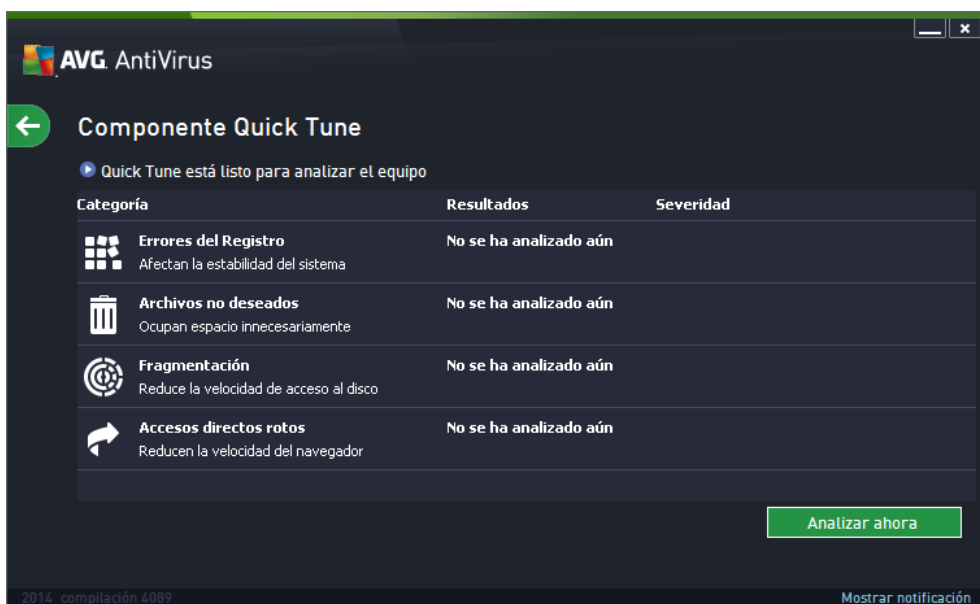 AVG. AntiVirus
Componente Quick Tune
Quick Tune está listo para analizar el equipo
Categoría Resultados Severidad
Errores del Registro No se ha analizado aún
Afectan la estabilidad del sistema
Archivos no deseados No se ha analizado aún
Ocupan espacio innecesariamente
Fragmentación No se ha analizado aún
Reduce la velocidad de acceso al disco
Accesos directos rotos No se ha analizado aún
Reducen la velocidad del navegador
Analizar ahora
2014 compilación 4089 Mostrar notificación